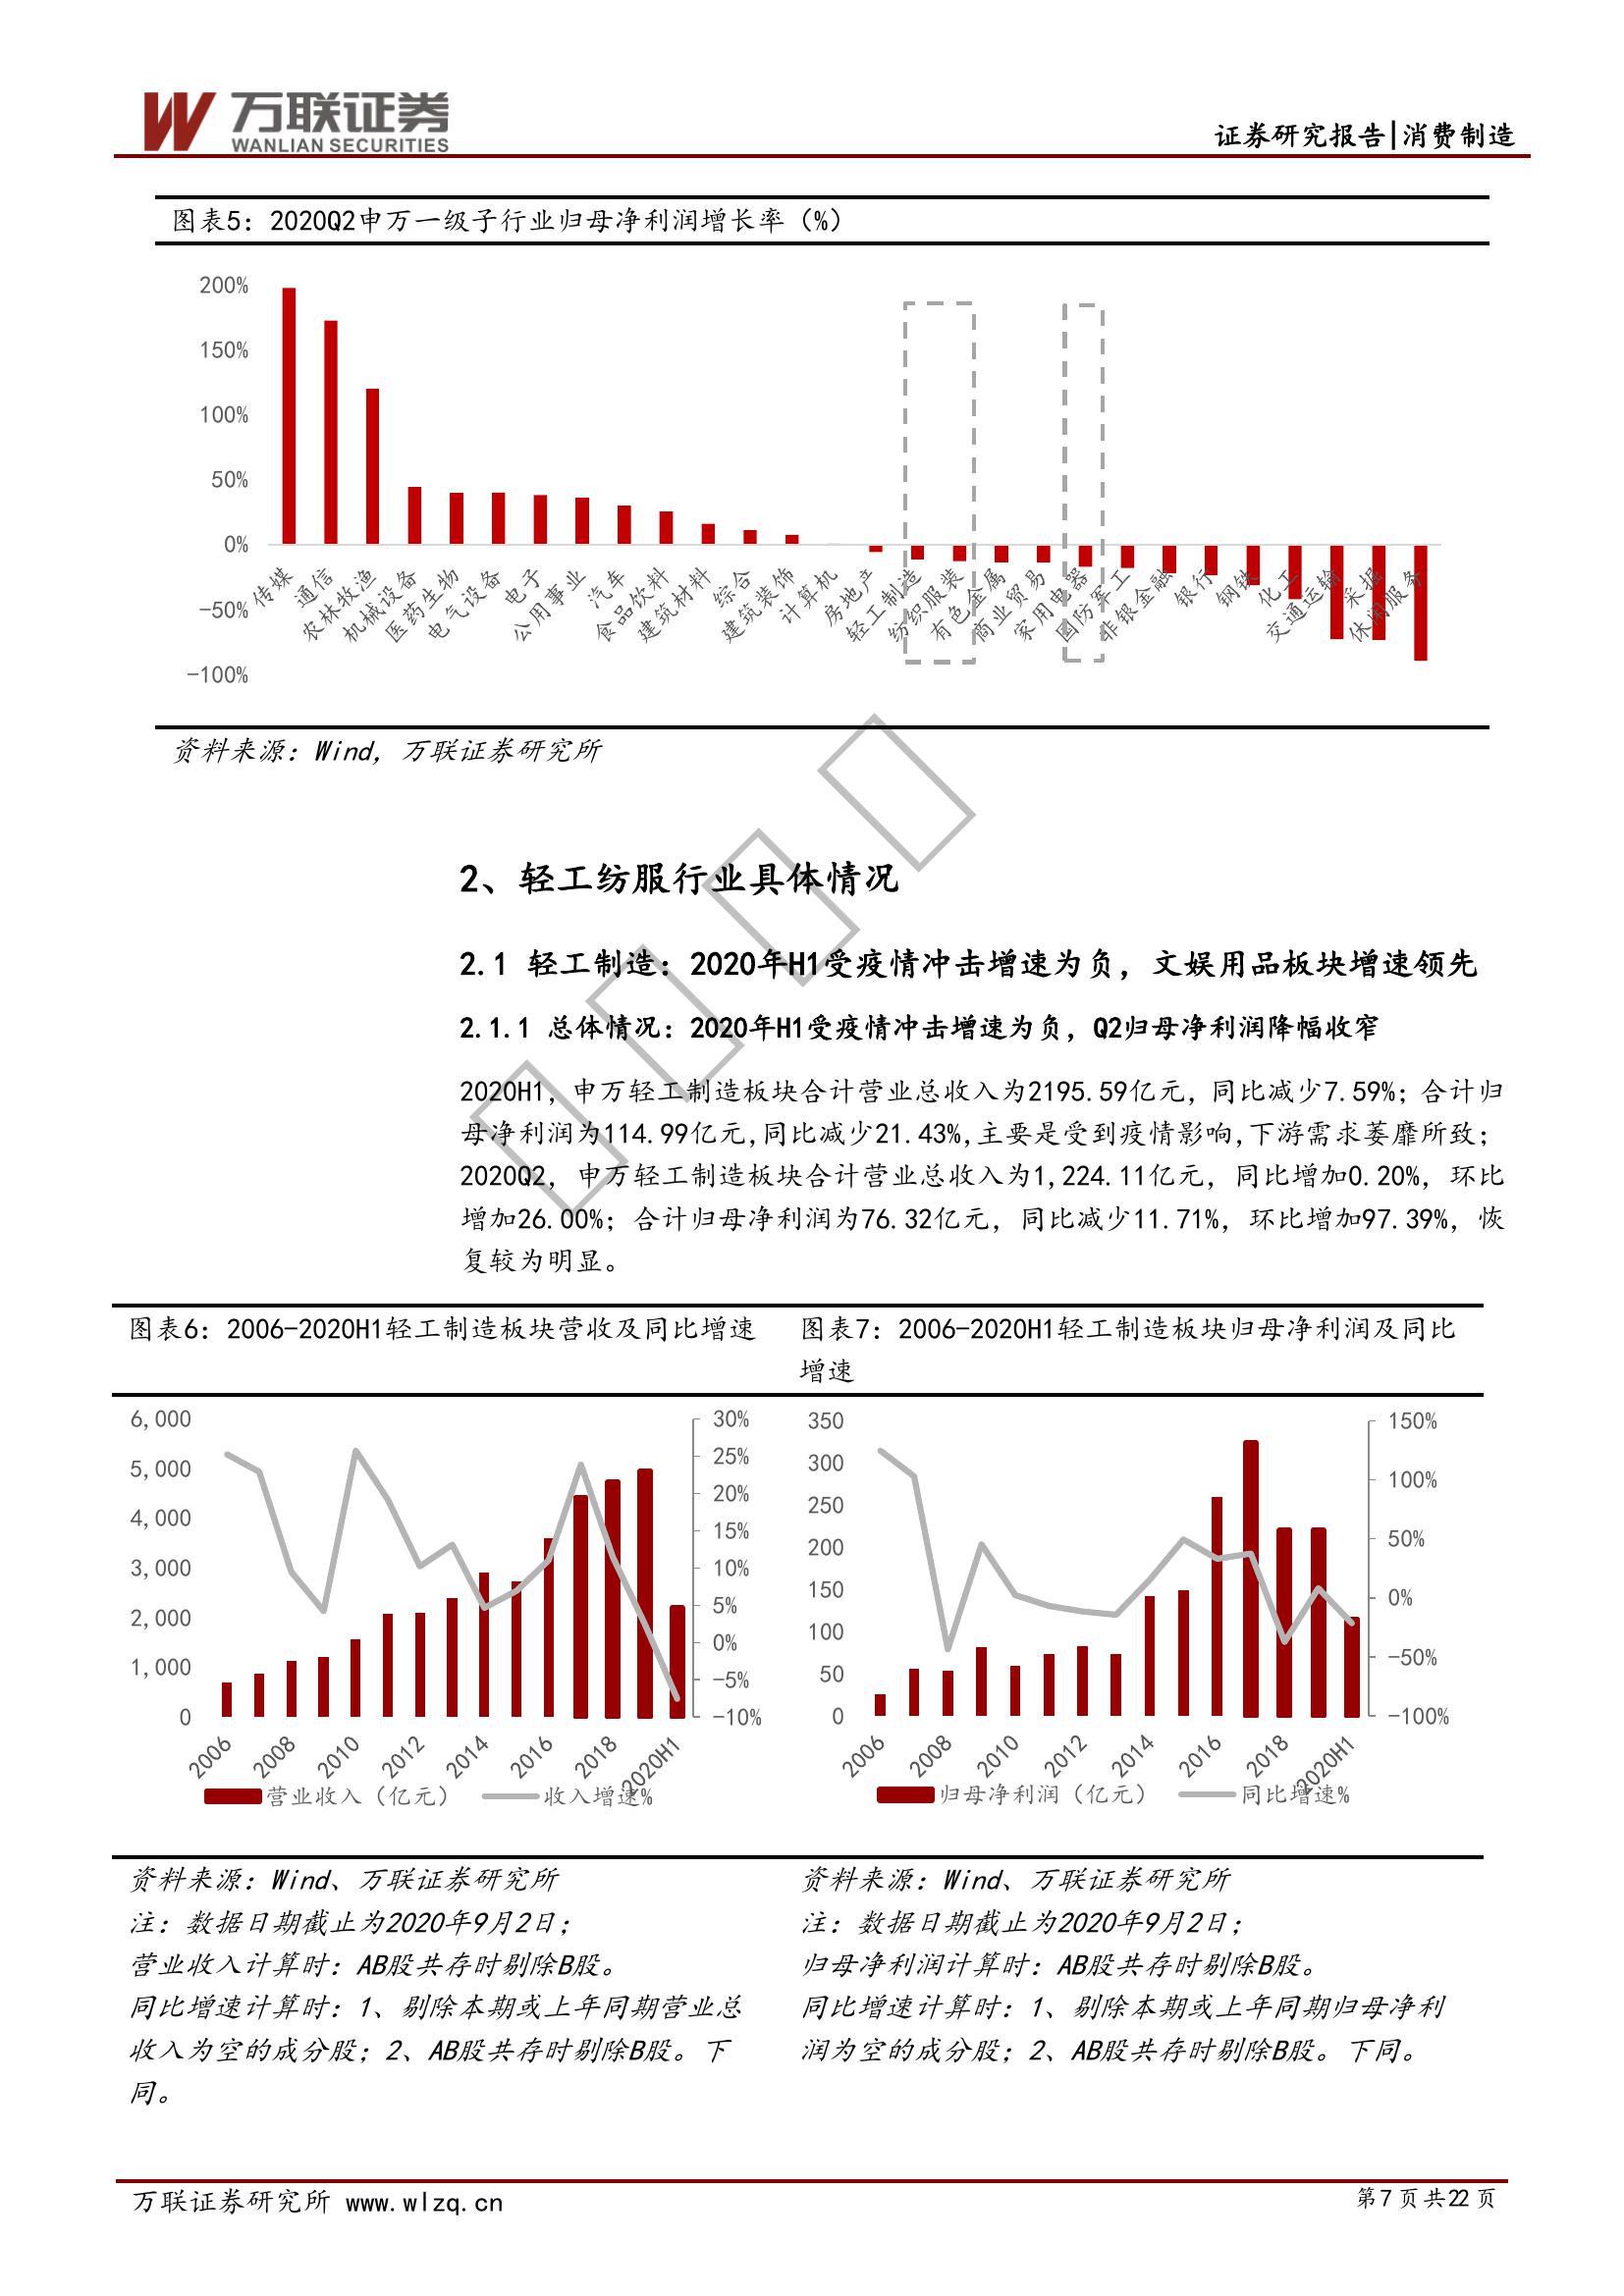 万联证券
WANLIAN SECURITIES
证券研究报告|消费制造
图表5：2020Q2申万一级子行业归母净利润增长率（%）
200%
150%
100%
50%
0%
-50%
-100%
传媒
通信
农林牧渔
机械设备
医药生物
电气设备
电子
公用事业
汽车
食品饮料
建筑材料
综合
建筑装饰
计算机
房地产
轻工制造
纺织服装
有色金属
商业贸易
家用电器
国防军工
非银金融
银行
钢铁
化工
交通运输
采掘
休闲服务
资料来源：Wind，万联证券研究所
2、轻工纺服行业具体情况
2.1 轻工制造：2020年H1受疫情冲击增速为负，文娱用品板块增速领先
2.1.1 总体情况：2020年H1受疫情冲击增速为负，Q2归母净利润降幅收窄
2020H1，申万轻工制造板块合计营业总收入为2195.59亿元，同比减少7.59%；合计归
母净利润为114.99亿元,同比减少21.43%,主要是受到疫情影响,下游需求萎靡所致；
2020Q2，申万轻工制造板块合计营业总收入为1,224.11亿元，同比增加0.20%，环比
增加26.00%；合计归母净利润为76.32亿元，同比减少11.71%，环比增加97.39%，恢
复较为明显。
图表6：2006-2020H1轻工制造板块营收及同比增速
6,000
5,000
4,000
3,000
2,000
1,000
0
30%
25%
20%
15%
10%
5%
0%
-5%
-10%
2006
2008
2010
2012
2014
2016
2018
2020H1
营业收入（亿元） 收入增速%
图表7：2006-2020H1轻工制造板块归母净利润及同比
增速
350
300
250
200
150
100
50
0
150%
100%
50%
0%
-50%
-100%
2006
2008
2010
2012
2014
2016
2018
2020H1
归母净利润（亿元） 同比增速%
资料来源：Wind、万联证券研究所
注：数据日期截止为2020年9月2日；
营业收入计算时：AB股共存时剔除B股。
同比增速计算时：1、剔除本期或上年同期营业总
收入为空的成分股；2、AB股共存时剔除B股。下
同。
资料来源：Wind、万联证券研究所
注：数据日期截止为2020年9月2日；
归母净利润计算时：AB股共存时剔除B股。
同比增速计算时：1、剔除本期或上年同期归母净利
润为空的成分股；2、AB股共存时剔除B股。下同。
万联证券研究所 www.wlzq.cn
第7页共22页